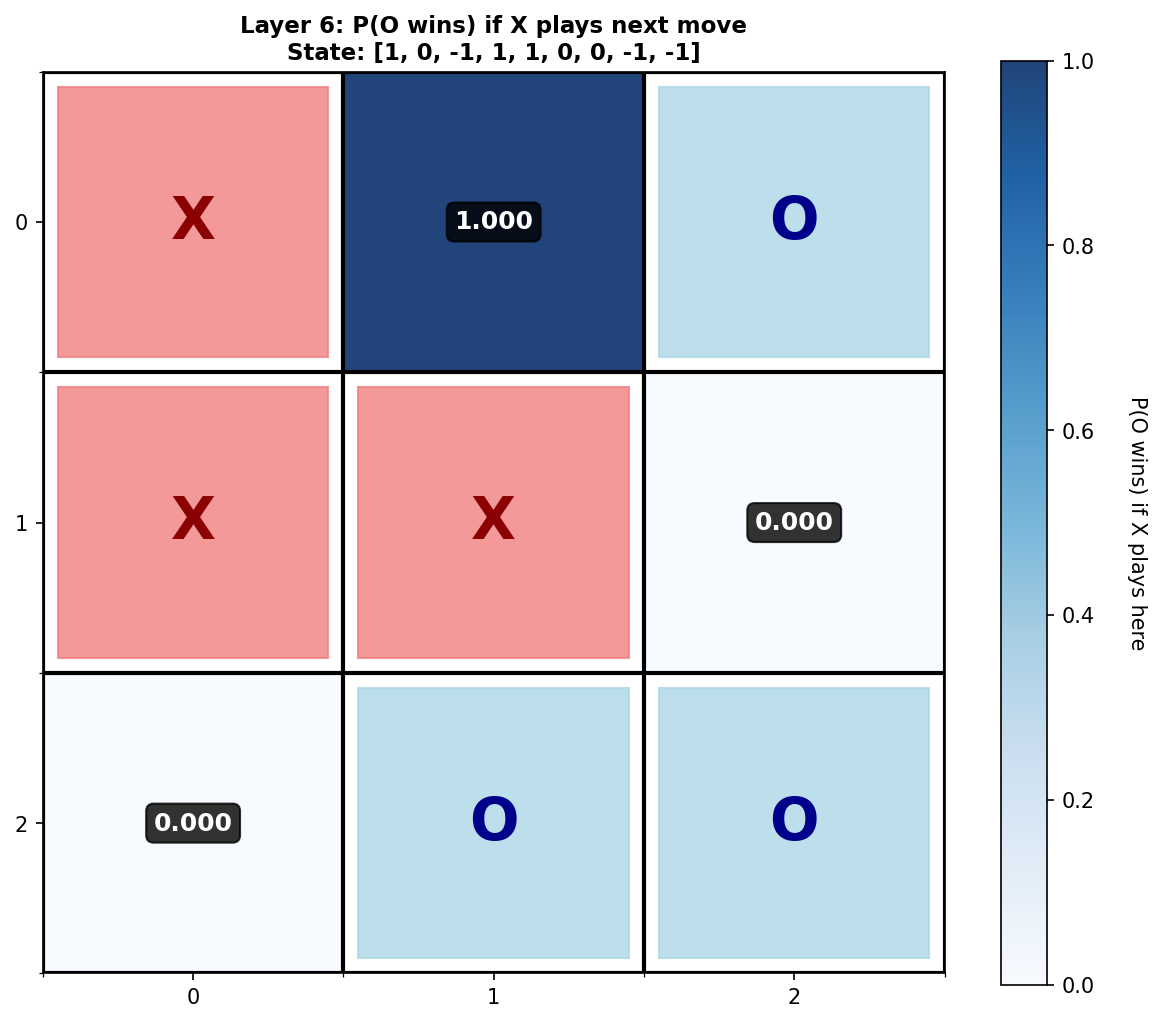 Layer 6: P(O wins) if X plays next move
State: [1, 0, -1, 1, 1, 0, 0, -1, -1]
0
X
1.000
O
1
X
X
0.000
2
0.000
O
O
0
1
2
1.0
0.8
0.6
0.4
0.2
0.0
P(O wins) if X plays here